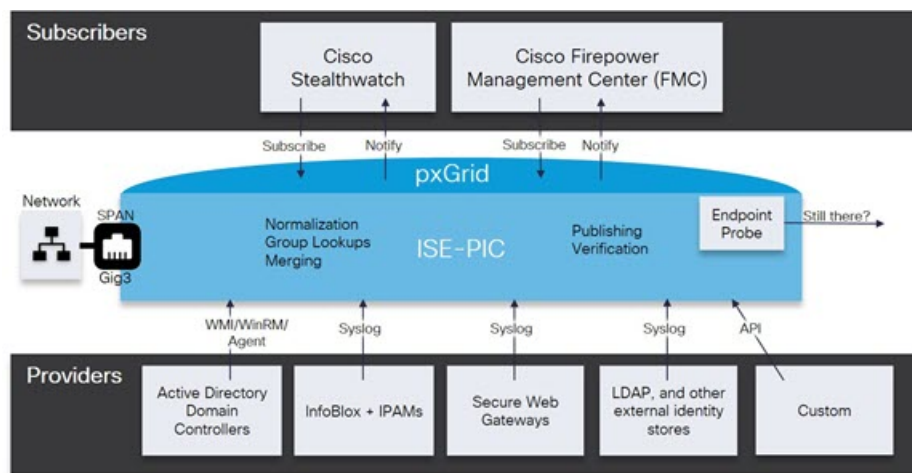 Subscribers
Cisco
Stealthwatch
Cisco Firepower
Management Center (FMC)
Subscribe
Notify
Subscribe
Notify
pxGrid
Network
SPAN
Gig3
Normalization
Group Lookups
Merging
ISE-PIC
Publishing
Verification
Endpoint
Probe
Still there?
WMI/WinRM/
Agent
Syslog
Syslog
Syslog
API
Providers
Active Directory
Domain
Controllers
InfoBlox + IPAMs
Secure Web
Gateways
LDAP, and other
external identity
stores
Custom